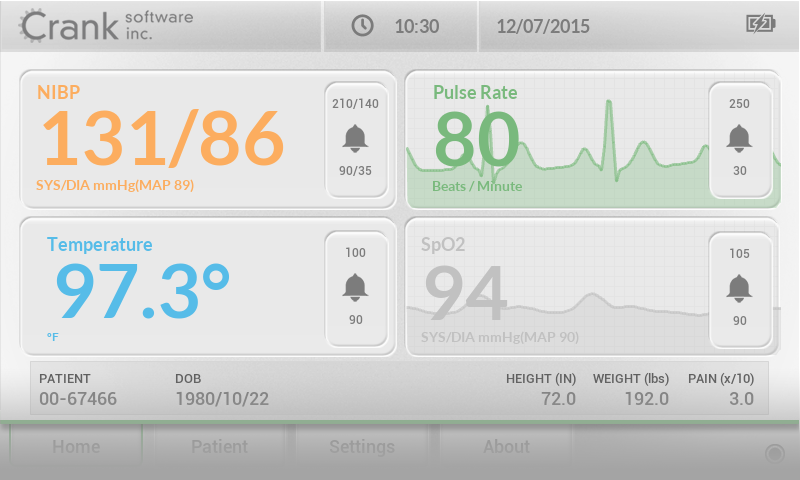 Crank software inc.
10:30
12/07/2015
NIBP
131/86
SYS/DIA mmHg(MAP 89)
210/140
90/35
Pulse Rate
80
Beats / Minute
250
30
Temperature
97.3°
°F
100
90
SpO2
94
SYS/DIA mmHg(MAP 90)
105
90
PATIENT DOB HEIGHT (IN) WEIGHT (lbs) PAIN (x/10)
00-67466 1980/10/22 72.0 192.0 3.0
Home Patient Settings About